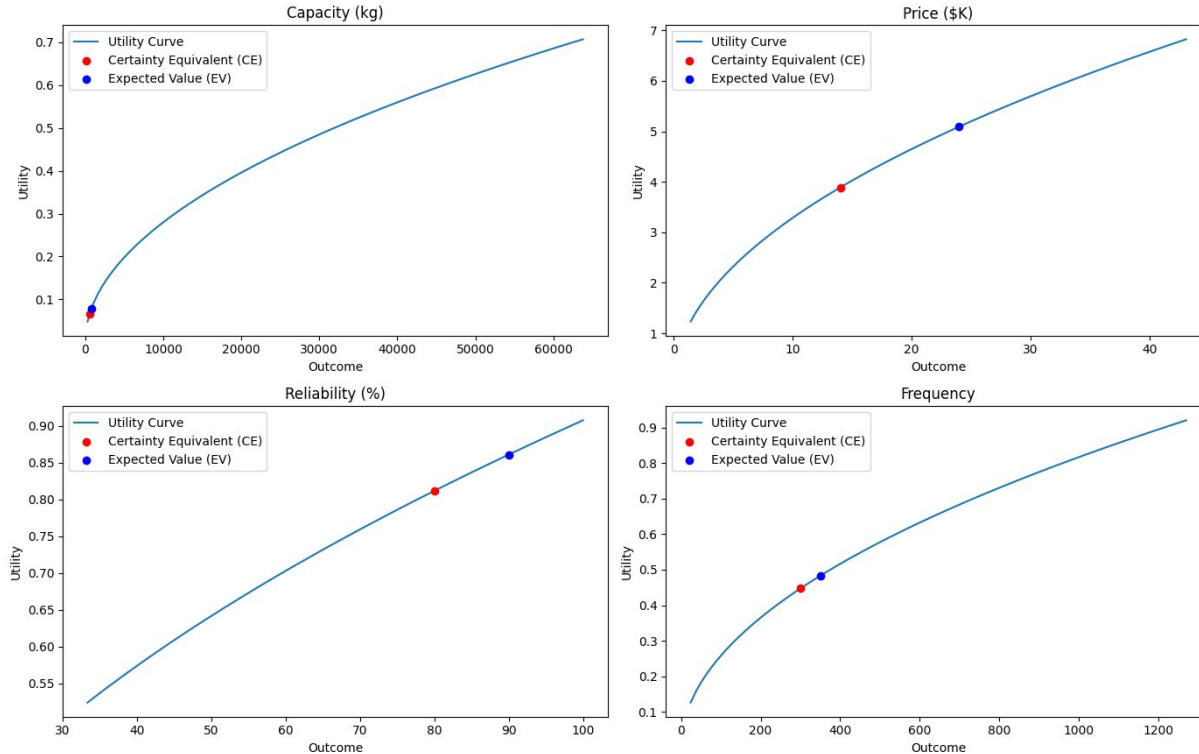 Capacity (kg)
Utility Curve
Certainty Equivalent (CE)
Expected Value (EV)
Utility
0.7
0.6
0.5
0.4
0.3
0.2
0.1
0 10000 20000 30000 40000 50000 60000
Outcome
Price ($K)
Utility Curve
Certainty Equivalent (CE)
Expected Value (EV)
Utility
7
6
5
4
3
2
1
0 10 20 30 40
Outcome
Reliability (%)
Utility Curve
Certainty Equivalent (CE)
Expected Value (EV)
Utility
0.90
0.85
0.80
0.75
0.70
0.65
0.60
0.55
30 40 50 60 70 80 90 100
Outcome
Frequency
Utility Curve
Certainty Equivalent (CE)
Expected Value (EV)
Utility
0.9
0.8
0.7
0.6
0.5
0.4
0.3
0.2
0.1
0 200 400 600 800 1000 1200
Outcome